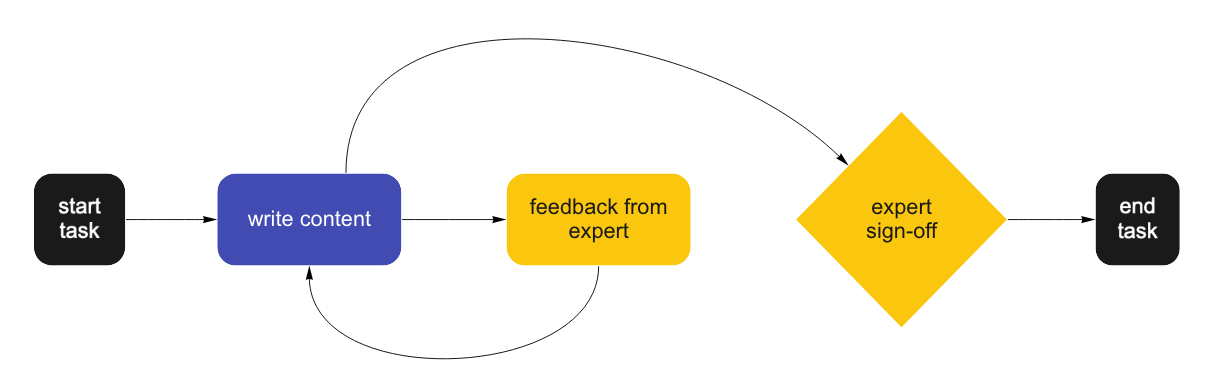 start
task
write content
feedback from
expert
expert
sign-off
end
task